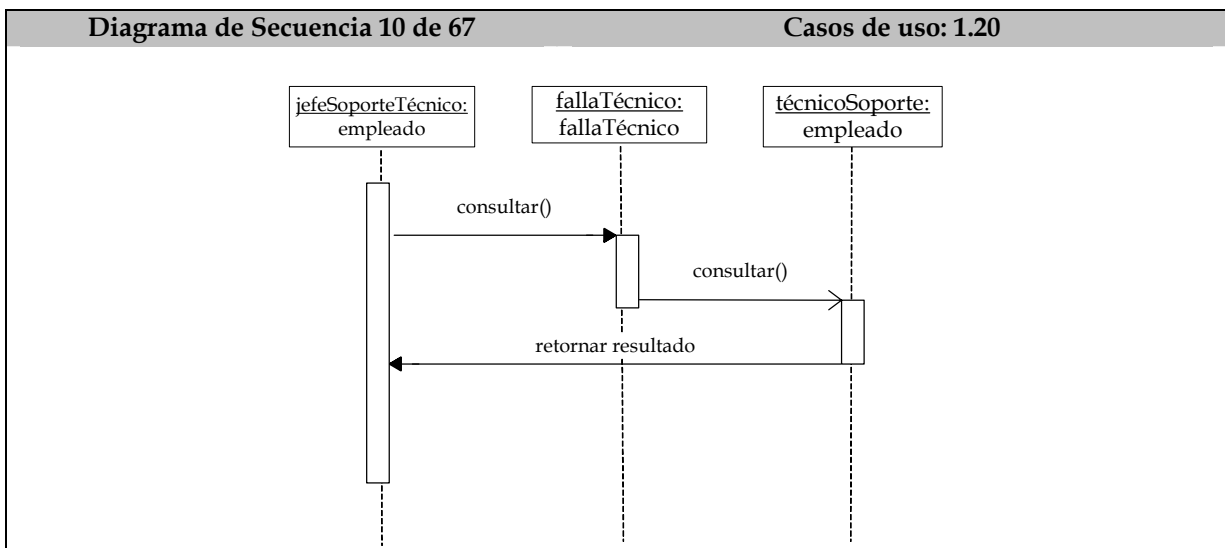 Diagrama de Secuencia 10 de 67
Casos de uso: 1.20
jefeSoporteTécnico:
empleado
fallaTécnico:
fallaTécnico
técnicoSoporte:
empleado
consultar()
consultar()
retornar resultado